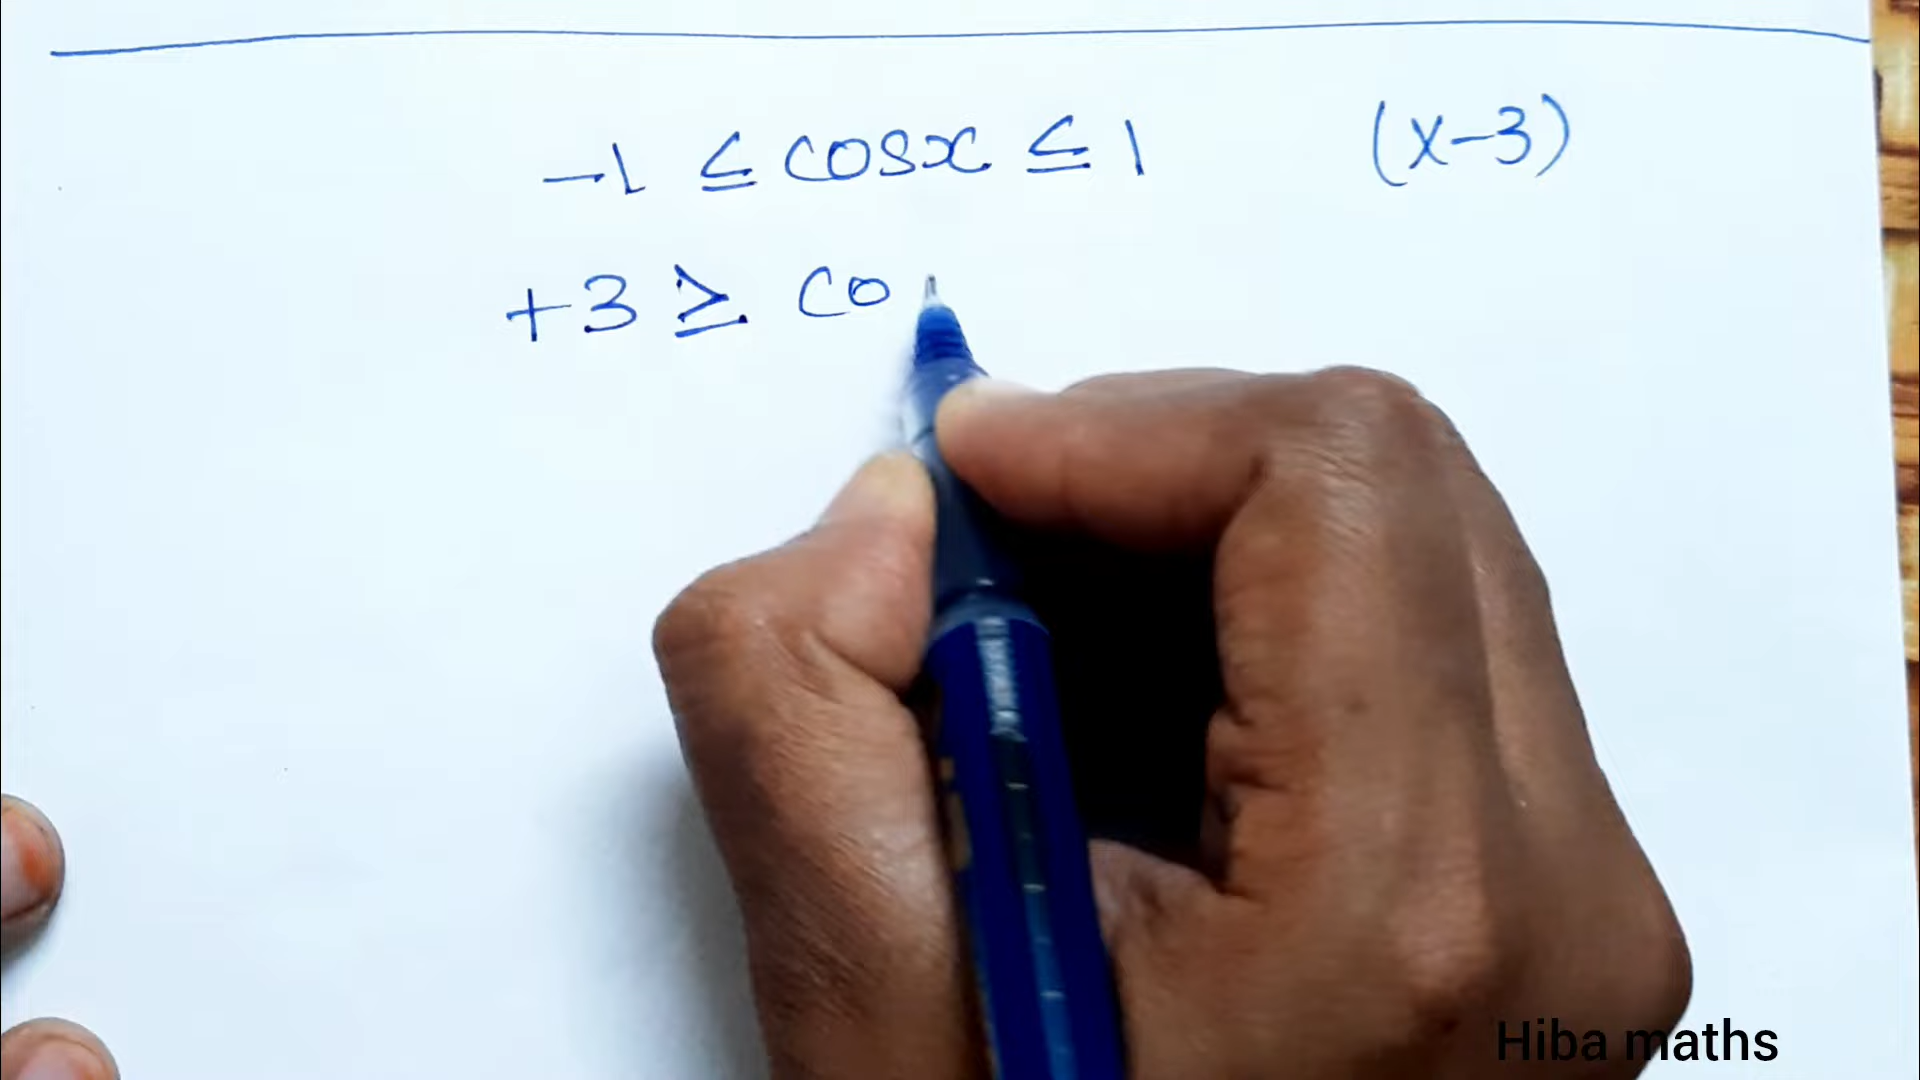 -1 ≤ cosx ≤ 1 (x-3)
+3 ≥ co
Hiba maths